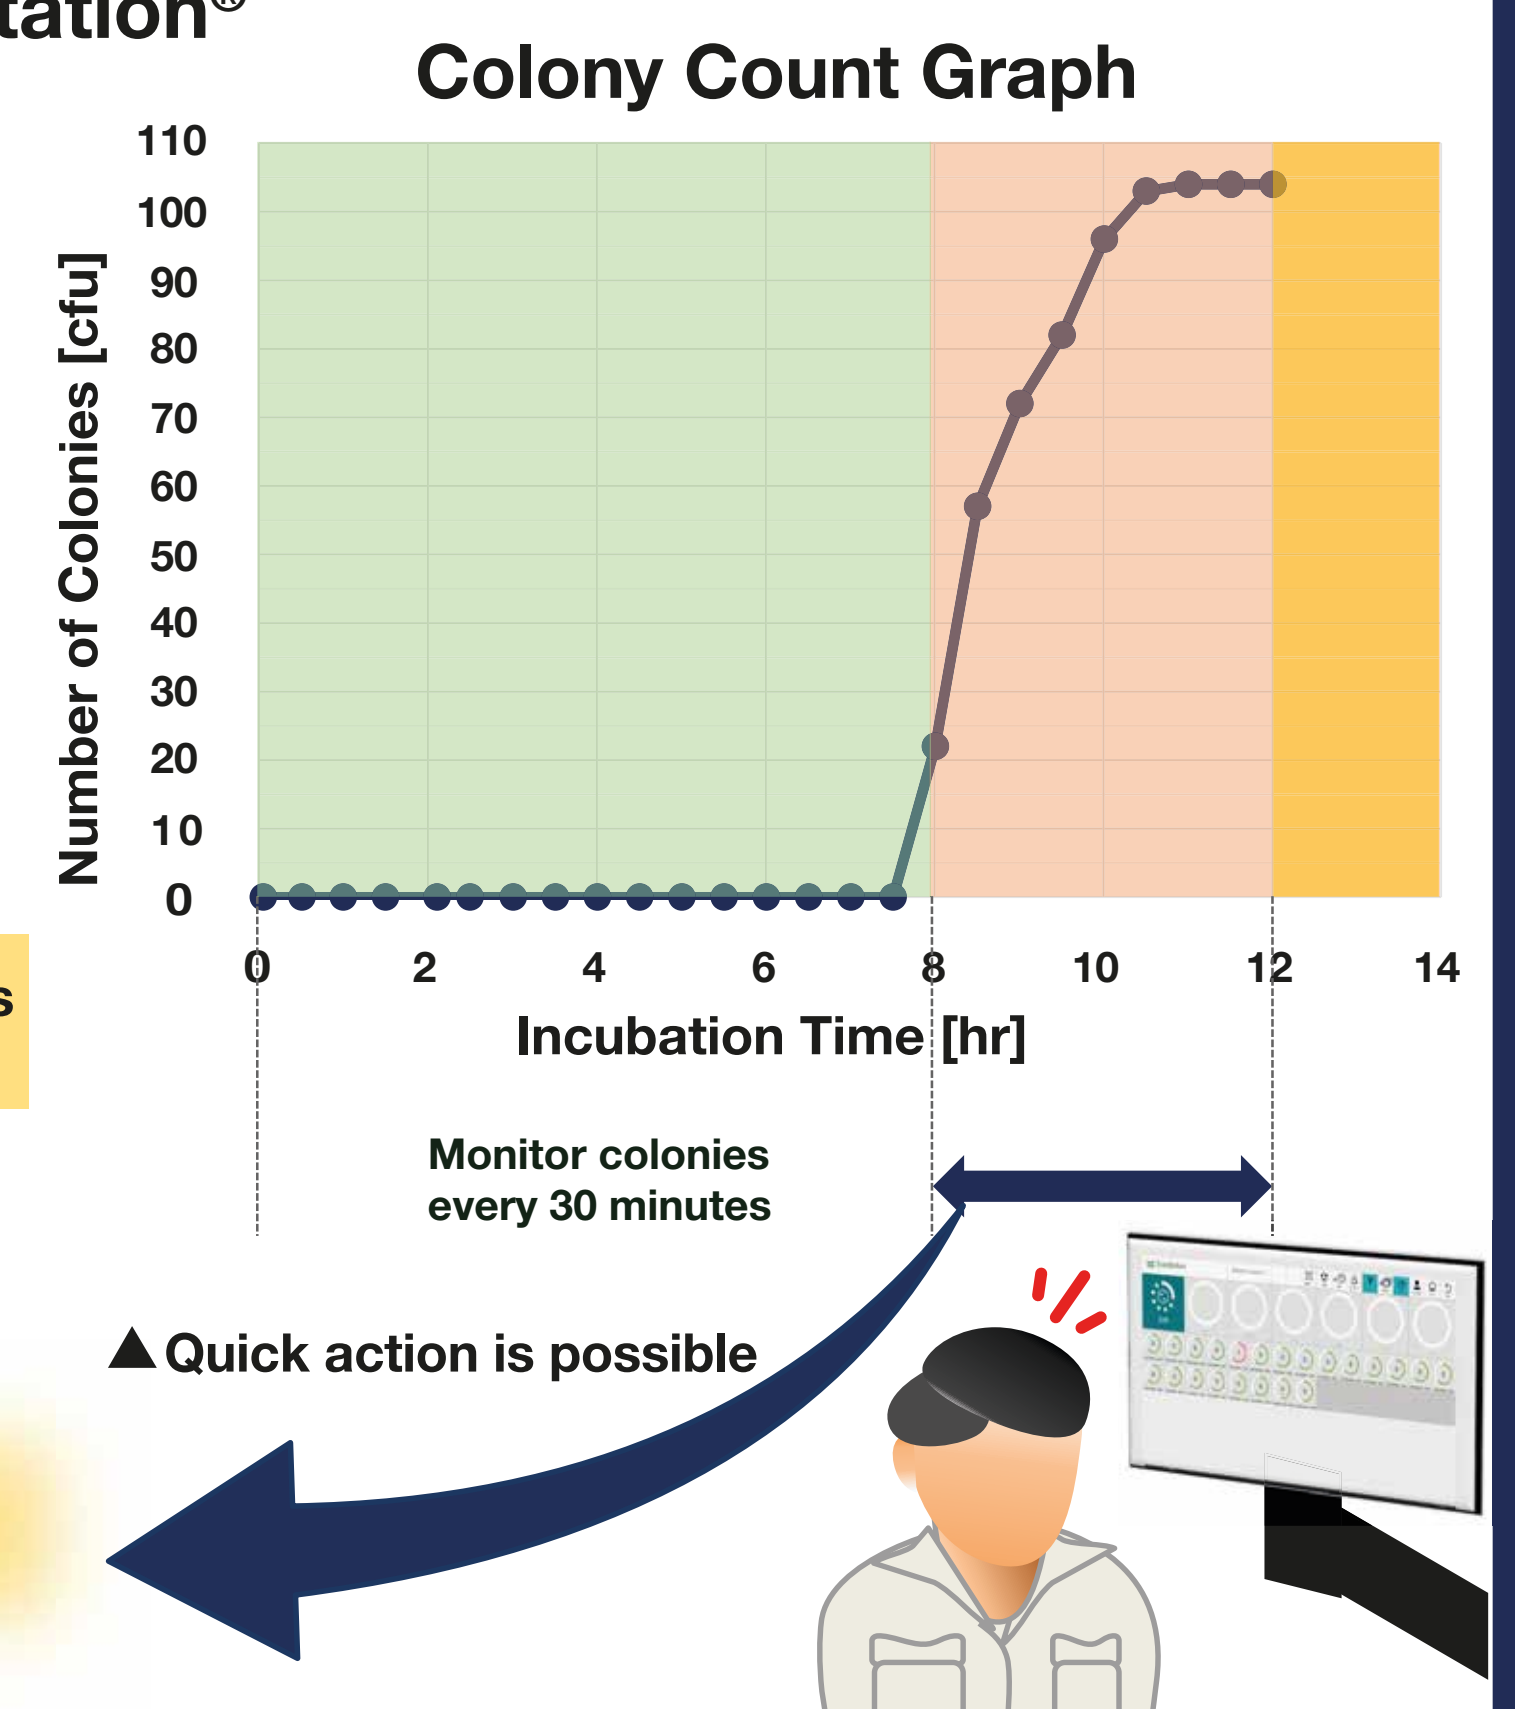 tation®
Colony Count Graph
110
100
90
80
70
60
50
40
30
20
10
0
Number of Colonies [cfu]
0 2 4 6 8 10 12 14
Incubation Time [hr]
s
Monitor colonies
every 30 minutes
▲Quick action is possible